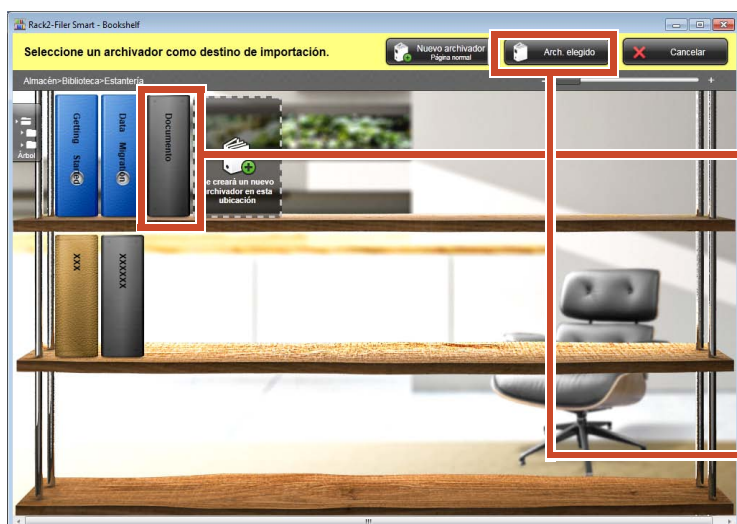 Rack2-Filer Smart - Bookshelf
Seleccione un archivador como destino de importación.
Nuevo archivador
Página normal
Arch. elegido
Cancelar
Almacén>Biblioteca>Estantería
Árbol
Getting Started
Data Migration
Documento
e creará un nuevo
archivador en esta
ubicación
XXX
XXXXXX